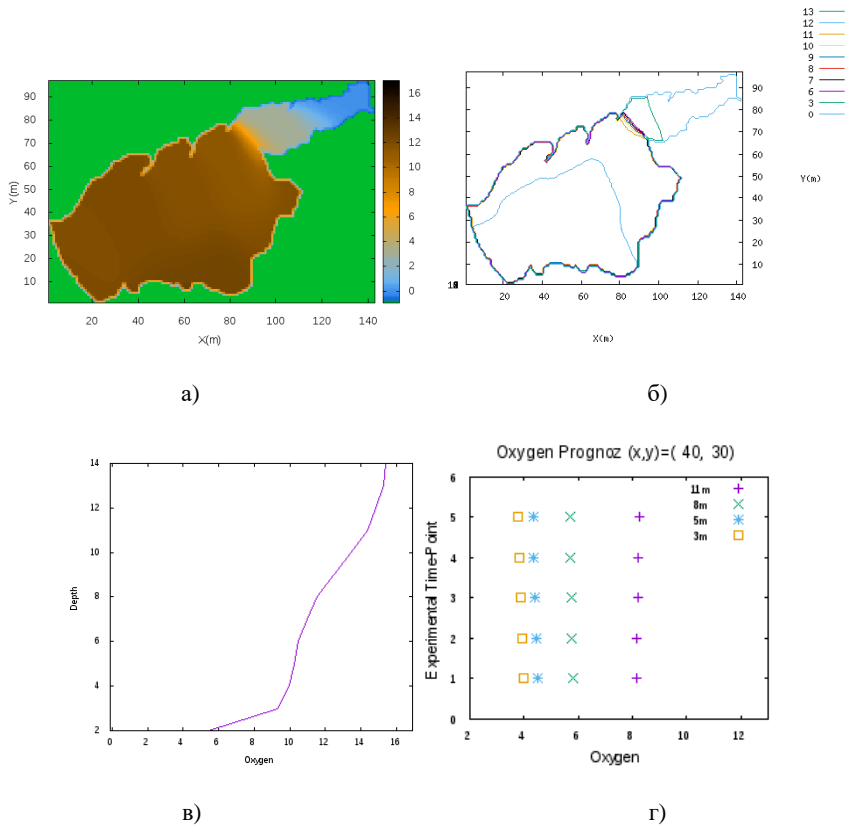 90
80
70
60
50
40
30
20
10
Y(m)
20 40 60 80 100 120 140
X(m)
16
14
12
10
8
6
4
2
0
а)
13
12
11
10
9
8
7
6
3
0
Y(m)
90
80
70
60
50
40
30
20
10
20 40 60 80 100 120 140
X(m)
б)
14
12
10
8
6
4
2
Depth
0 2 4 6 8 10 12 14 16
Oxygen
в)
Oxygen Prognoz (x,y)=( 40, 30)
11m
8m
5m
3m
6
5
4
3
2
1
0
Experimental Time-Point
2 4 6 8 10 12
Oxygen
г)